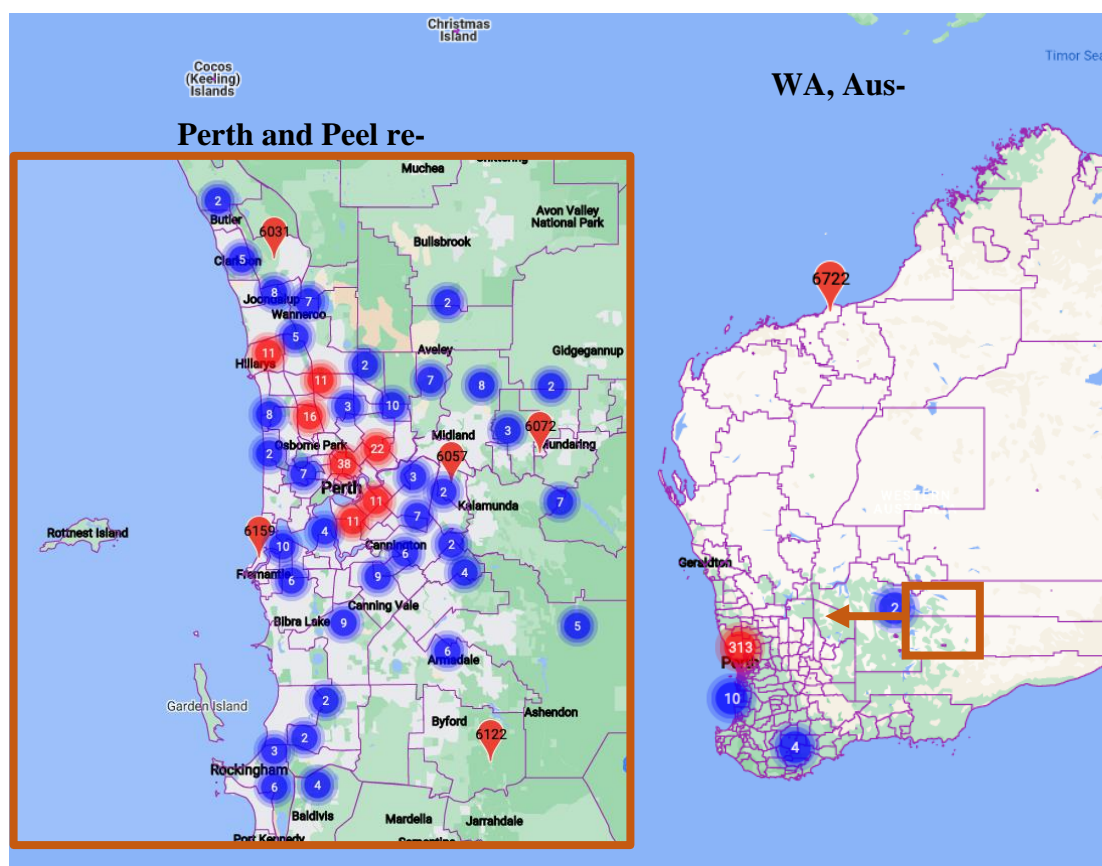 Christmas
Island
Timor Sea
Cocos
(Keeling)
Islands
WA, Aus-
Perth and Peel re-
Muchea
2
Butler
Avon Valley
National Park
6031
Bullsbrook
5
6722
8
Joondalup
7
2
Wanneroo
5
11
Hillarys
Aveley
Gidgegannup
2
11
7
8
2
8
16
3
10
3
6072
Mundaring
Osborne Park
22
Midland
2
38
6057
7
Perth
3
2
11
Kalamunda
7
WESTERN
Rottnest Island
6159
4
11
7
10
Cannington
2
6
Fremantle
6
9
4
Geraldton
Canning Vale
2
Bibra Lake
9
5
6
Armadale
313
Perth
Garden Island
2
Byford
Ashendon
10
6122
2
3
4
Rockingham
6
4
Baldivis
Mardella
Jarrahdale
Port Kennedy